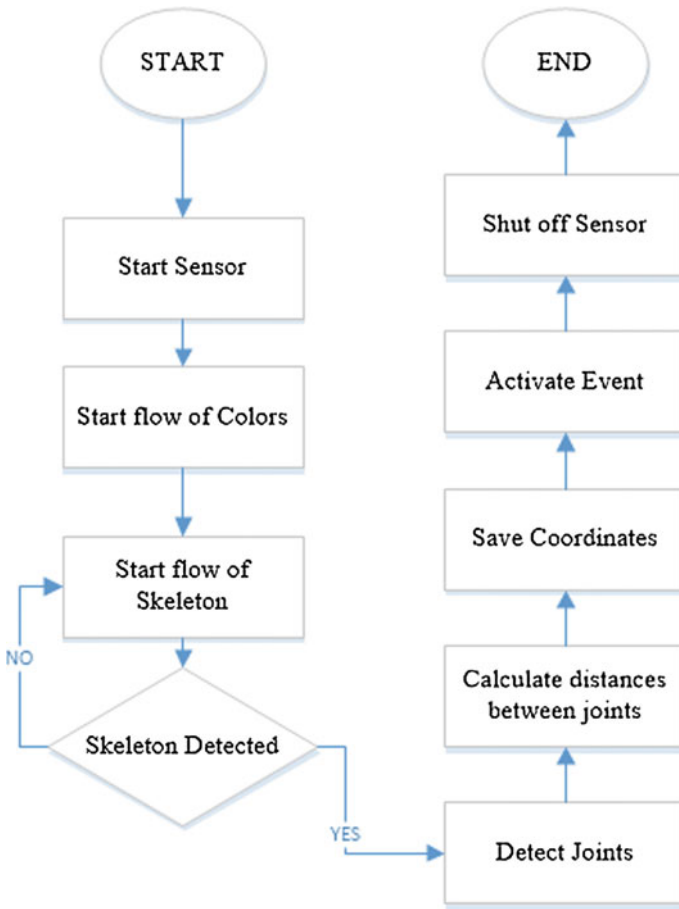 START
Start Sensor
Start flow of Colors
Start flow of
Skeleton
NO
Skeleton Detected
YES
Detect Joints
Calculate distances
between joints
Save Coordinates
Activate Event
Shut off Sensor
END